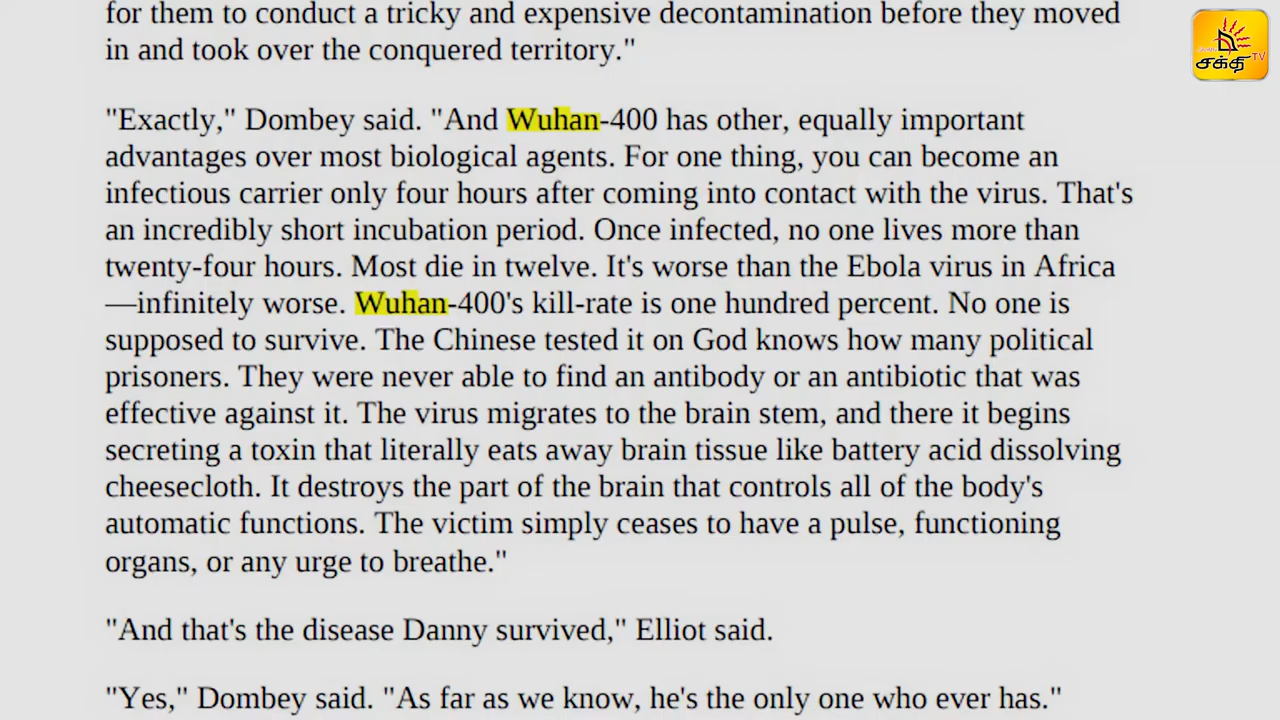 for them to conduct a tricky and expensive decontamination before they moved
in and took over the conquered territory."
சக்தி TV
"Exactly," Dombey said. "And Wuhan-400 has other, equally important
advantages over most biological agents. For one thing, you can become an
infectious carrier only four hours after coming into contact with the virus. That's
an incredibly short incubation period. Once infected, no one lives more than
twenty-four hours. Most die in twelve. It's worse than the Ebola virus in Africa
—infinitely worse. Wuhan-400's kill-rate is one hundred percent. No one is
supposed to survive. The Chinese tested it on God knows how many political
prisoners. They were never able to find an antibody or an antibiotic that was
effective against it. The virus migrates to the brain stem, and there it begins
secreting a toxin that literally eats away brain tissue like battery acid dissolving
cheesecloth. It destroys the part of the brain that controls all of the body's
automatic functions. The victim simply ceases to have a pulse, functioning
organs, or any urge to breathe."
"And that's the disease Danny survived," Elliot said.
"Yes," Dombey said. "As far as we know, he's the only one who ever has."